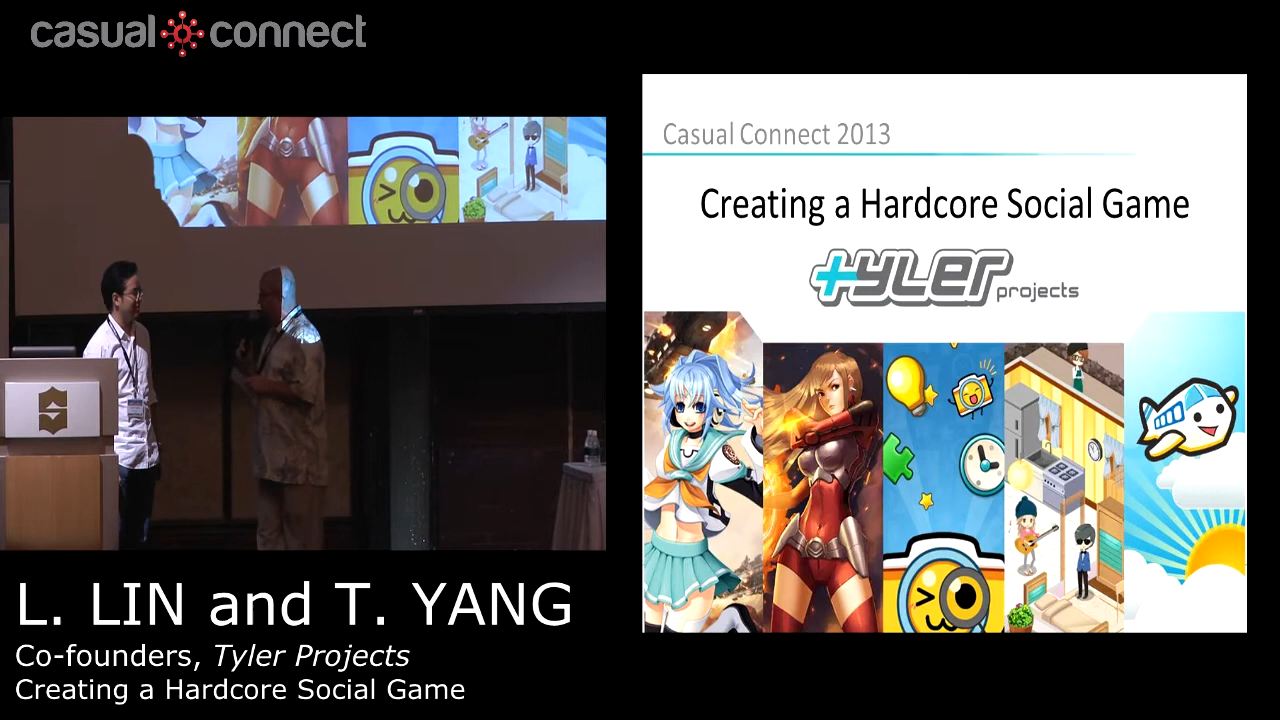 casual connect
Casual Connect 2013
Creating a Hardcore Social Game
tyler projects
L. LIN and T. YANG
Co-founders, Tyler Projects
Creating a Hardcore Social Game